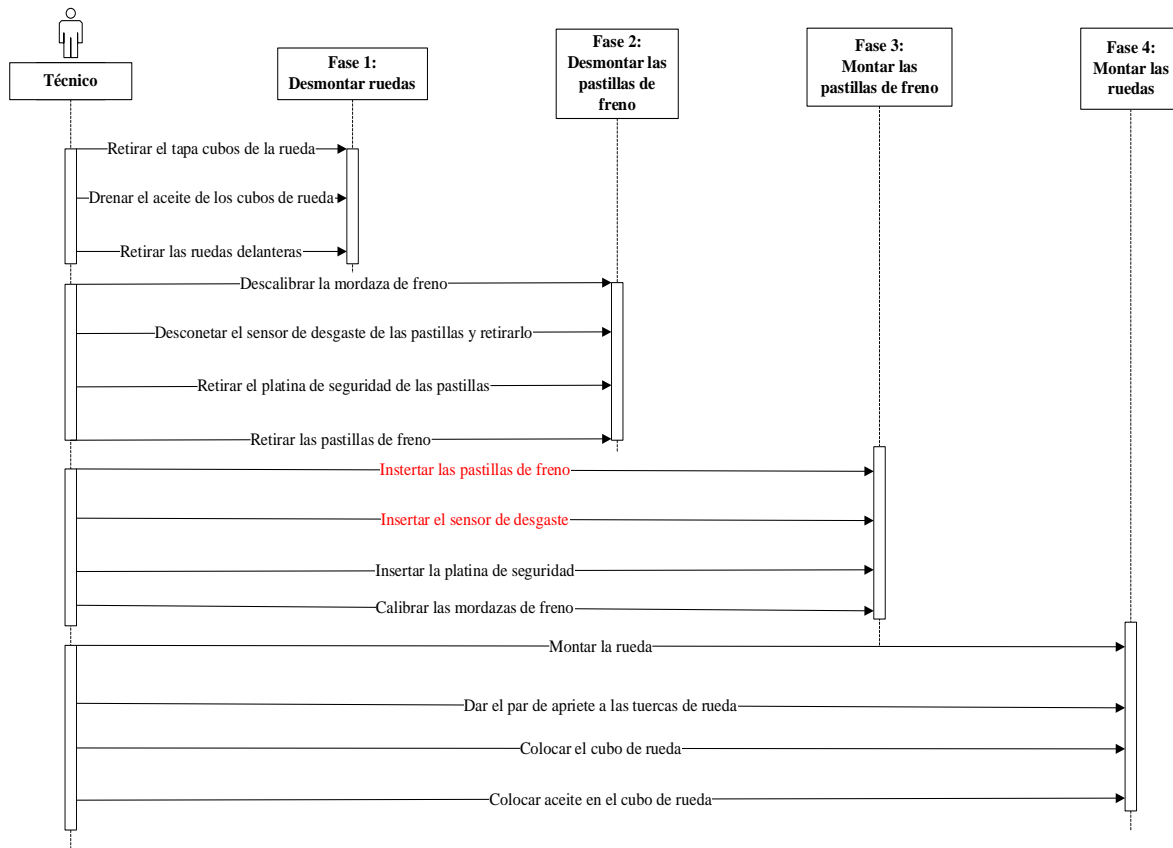 Técnico
Fase 1:
Desmontar ruedas
Fase 2:
Desmontar las
pastillas de
freno
Fase 3:
Montar las
pastillas de freno
Fase 4:
Montar las
ruedas
Retirar el tapa cubos de la rueda
Drenar el aceite de los cubos de rueda
Retirar las ruedas delanteras
Descalibrar la mordaza de freno
Desconetar el sensor de desgaste de las pastillas y retirarlo
Retirar el platina de seguridad de las pastillas
Retirar las pastillas de freno
Instertar las pastillas de freno
Insertar el sensor de desgaste
Insertar la platina de seguridad
Calibrar las mordazas de freno
Montar la rueda
Dar el par de apriete a las tuercas de rueda
Colocar el cubo de rueda
Colocar aceite en el cubo de rueda